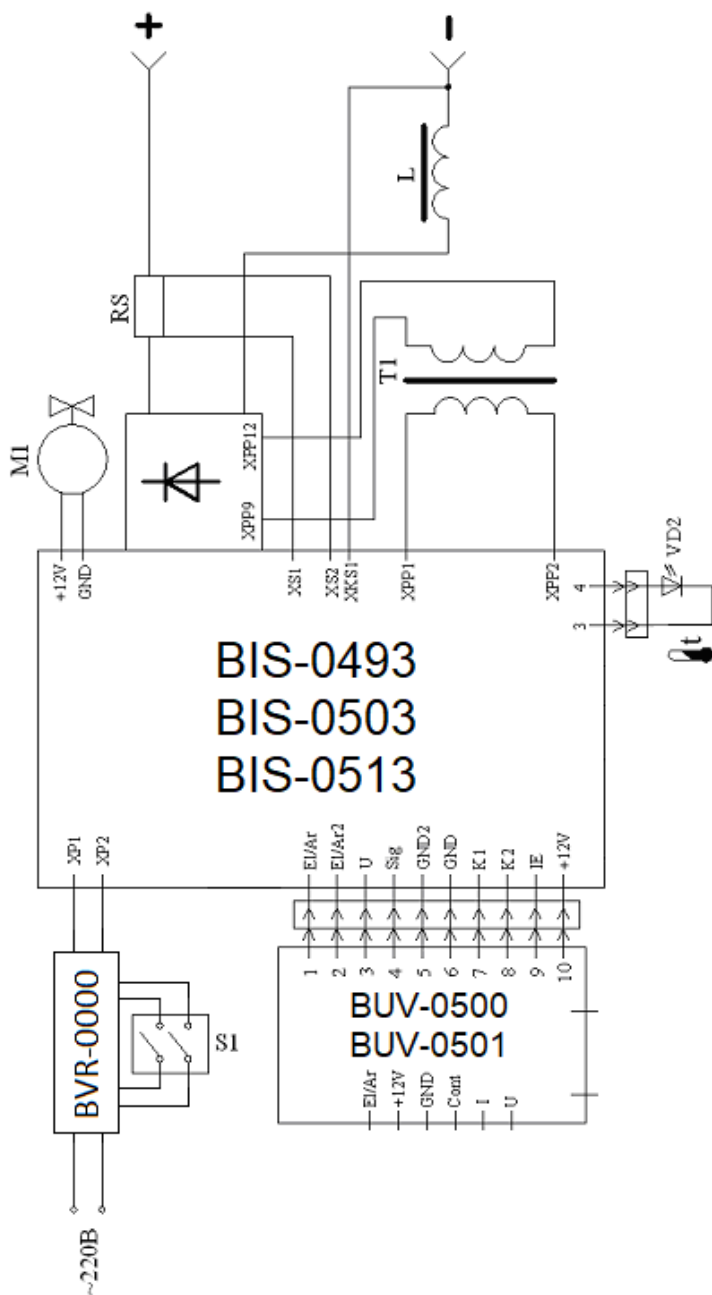 +
-
RS
L
M1
T1
+12V
GND
XPP12
XPP9
XS1
XS2
XKS1
XPP1
XPP2
4
3
VD2
t
BIS-0493
BIS-0503
BIS-0513
XP1
XP2
El/Ar
El/Ar2
U
Sig
GND2
GND
K1
K2
IE
+12V
1
2
3
4
5
6
7
8
9
10
BVR-0000
S1
BUV-0500
BUV-0501
El/Ar
+12V
GND
Cont
I
U
~220В